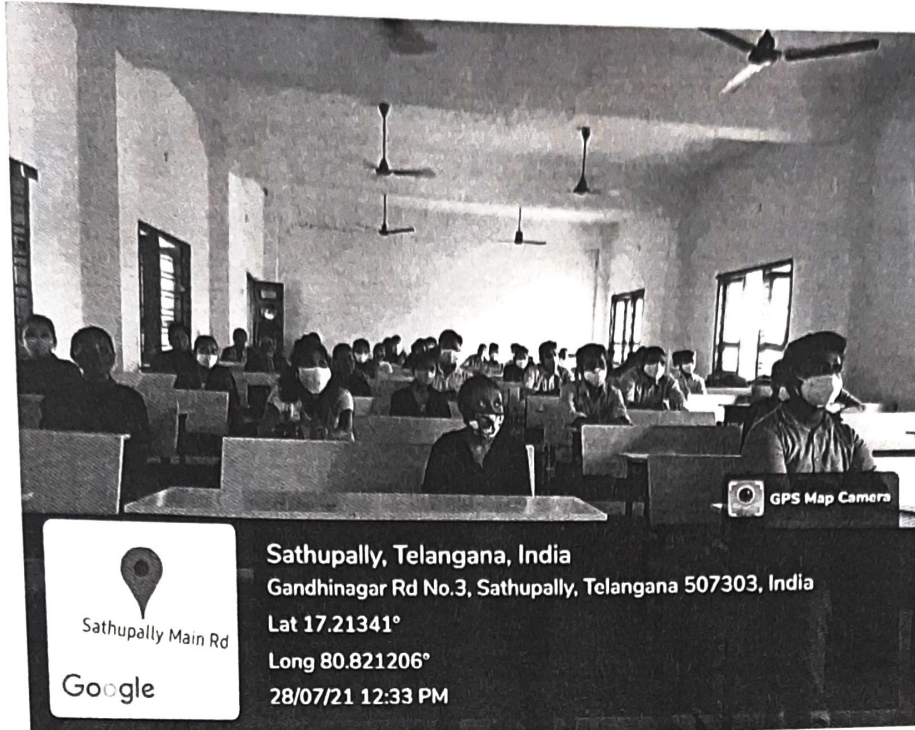 GPS Map Camera
Sathupally Main Rd
Google
Sathupally, Telangana, India
Gandhinagar Rd No.3, Sathupally, Telangana 507303, India
Lat 17.21341°
Long 80.821206°
28/07/21 12:33 PM